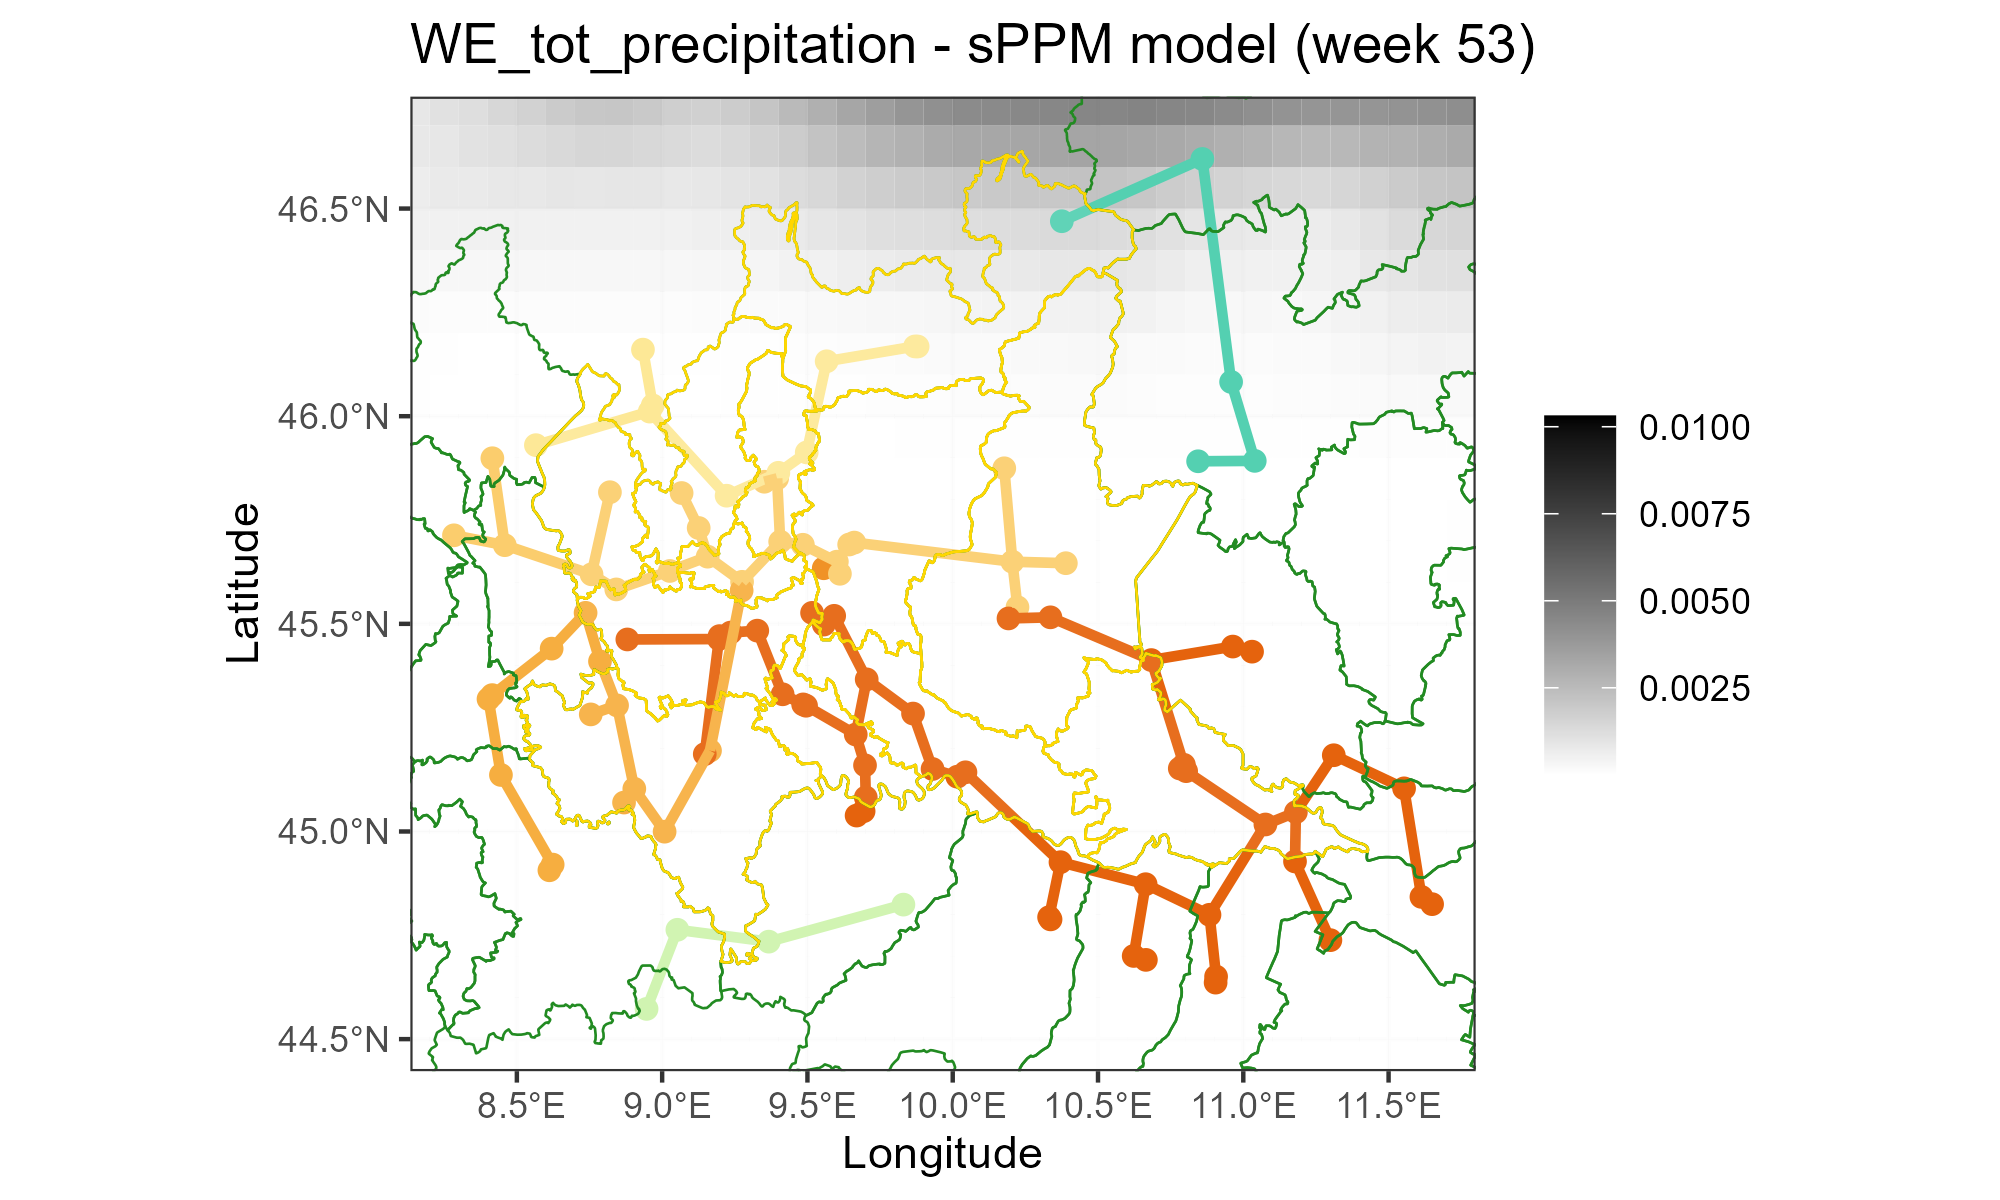 WE_tot_precipitation - sPPM model (week 53)
46.5°N
46.0°N
45.5°N
45.0°N
44.5°N
Latitude
8.5°E
9.0°E
9.5°E
10.0°E
10.5°E
11.0°E
11.5°E
Longitude
0.0100
0.0075
0.0050
0.0025